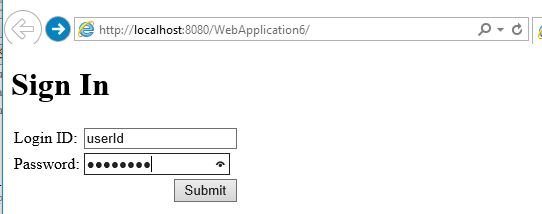 http://localhost:8080/WebApplication6/
Sign In
Login ID: userId
Password: ••••••••
Submit